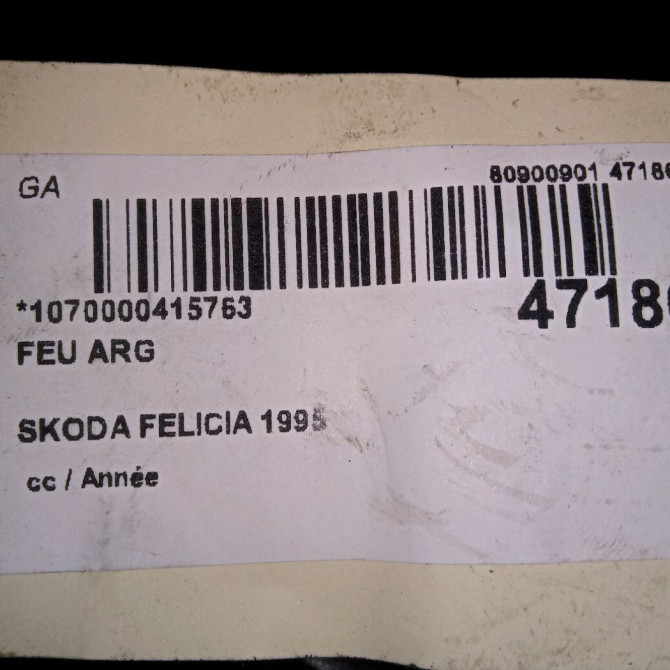 GA
80900901 4718
*1070000415763
4718
FEU ARG
SKODA FELICIA 1995
cc / Année